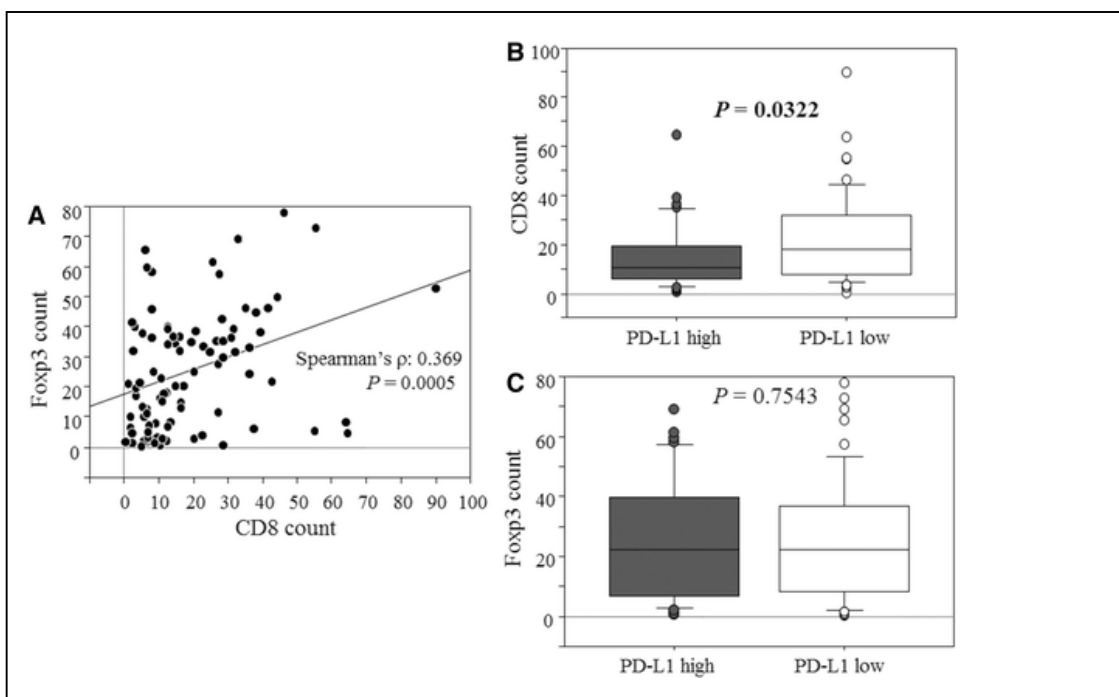 A
80
70
60
50
40
30
20
10
0
Foxp3 count
Spearman's ρ: 0.369
P = 0.0005
0 10 20 30 40 50 60 70 80 90 100
CD8 count
B
100
80
60
40
20
0
CD8 count
P = 0.0322
PD-L1 high PD-L1 low
C
80
60
40
20
0
Foxp3 count
P = 0.7543
PD-L1 high PD-L1 low